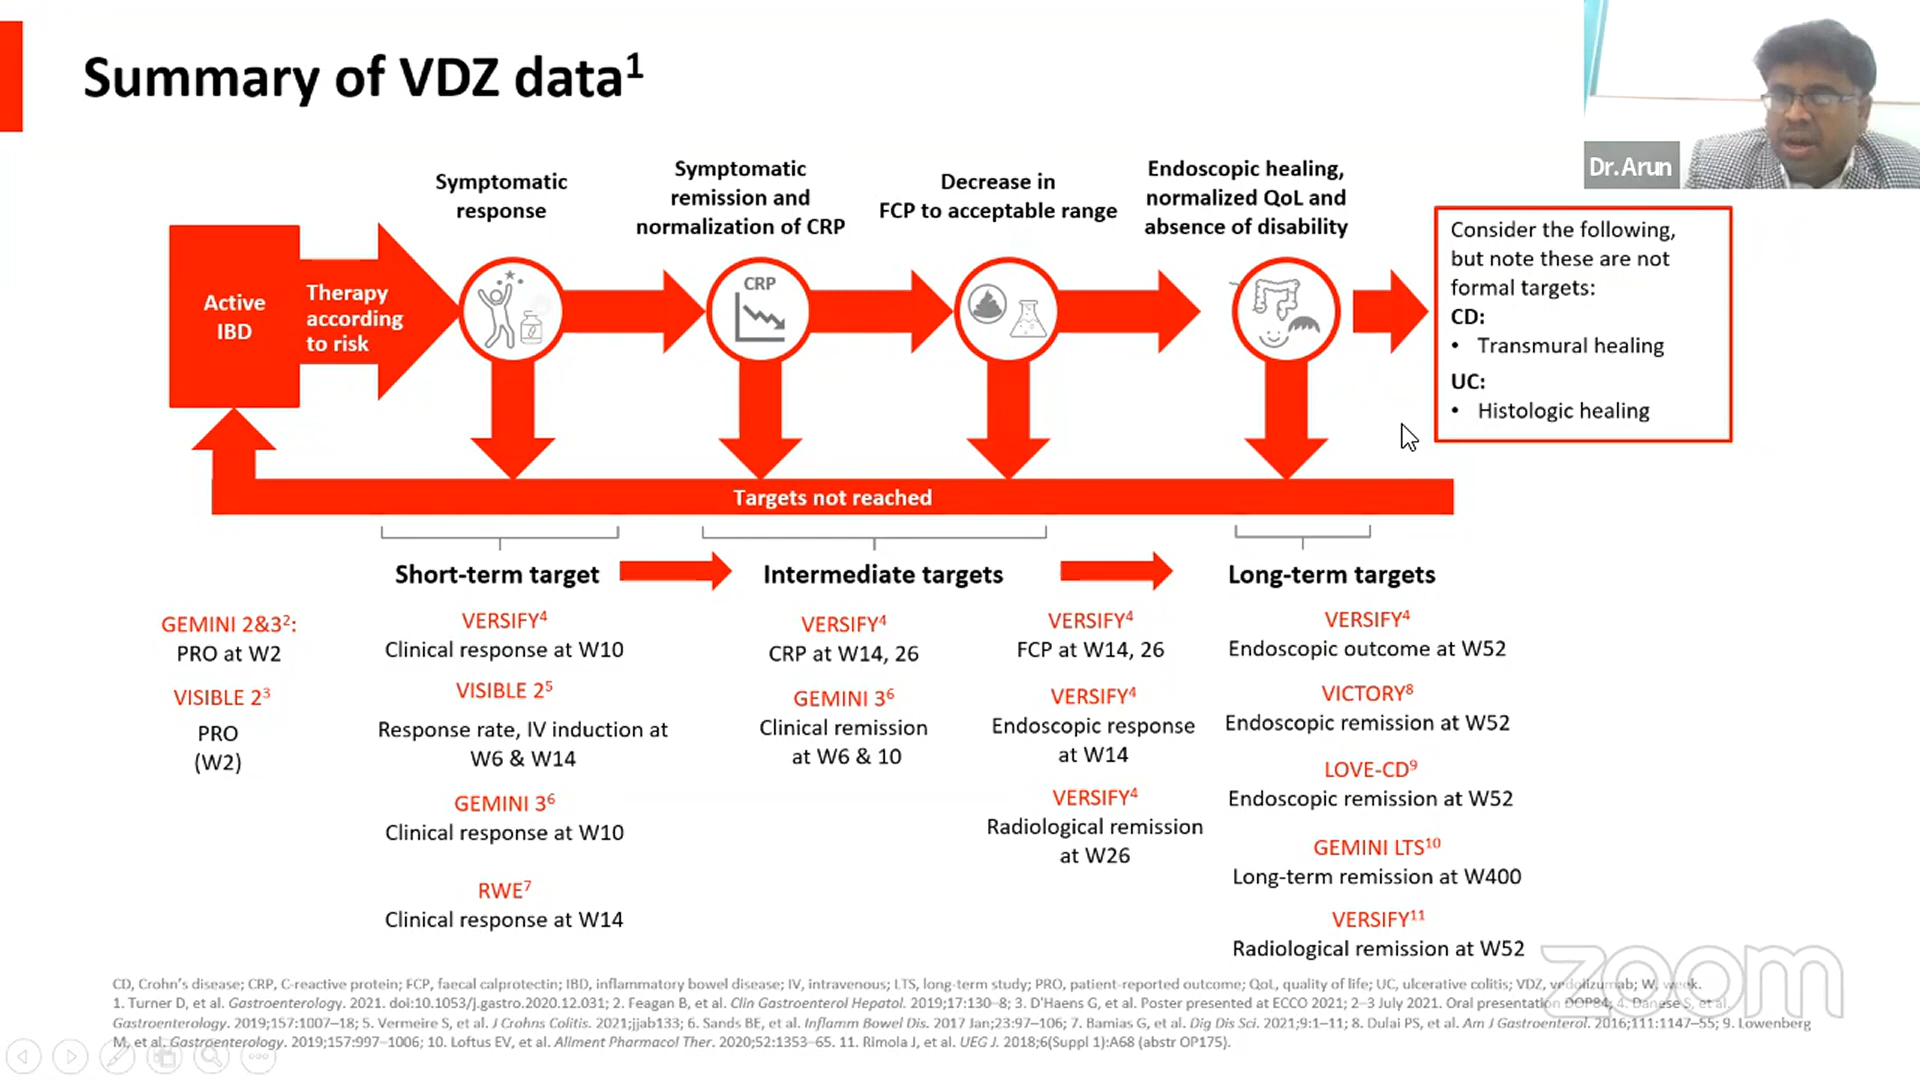 Summary of VDZ data1
Dr. Arun
Symptomatic
response
Symptomatic
remission and
normalization of CRP
Decrease in
FCP to acceptable range
Endoscopic healing,
normalized QoL and
absence of disability
Consider the following,
but note these are not
formal targets:
CD:
• Transmural healing
UC:
• Histologic healing
Active
IBD
Therapy
according
to risk
CRP
Targets not reached
Short-term target
Intermediate targets
Long-term targets
GEMINI 2&3²:
PRO at W2
VISIBLE 2³
PRO
(W2)
VERSIFY⁴
Clinical response at W10
VISIBLE 2⁵
Response rate, IV induction at
W6 & W14
GEMINI 3⁶
Clinical response at W10
RWE⁷
Clinical response at W14
VERSIFY⁴
CRP at W14, 26
GEMINI 3⁶
Clinical remission
at W6 & 10
VERSIFY⁴
FCP at W14, 26
VERSIFY⁴
Endoscopic response
at W14
VERSIFY⁴
Radiological remission
at W26
VERSIFY⁴
Endoscopic outcome at W52
VICTORY⁸
Endoscopic remission at W52
LOVE-CD⁹
Endoscopic remission at W52
GEMINI LTS¹⁰
Long-term remission at W400
VERSIFY¹¹
Radiological remission at W52
zoom
CD, Crohn's disease; CRP, C-reactive protein; FCP, faecal calprotectin; IBD, inflammatory bowel disease; IV, intravenous; LTS, long-term study; PRO, patient-reported outcome; QoL, quality of life; UC, ulcerative colitis; VDZ, vedolizumab; W, week.
1. Turner D, et al. Gastroenterology. 2021. doi:10.1053/j.gastro.2020.12.031; 2. Feagan B, et al. Clin Gastroenterol Hepatol. 2019;17:130–8; 3. D'Haens G, et al. Poster presented at ECCO 2021; 2–3 July 2021. Oral presentation DOP84; 4. Danese S, et al.
Gastroenterology. 2019;157:1007–18; 5. Vermeire S, et al. J Crohns Colitis. 2021;jjab133; 6. Sands BE, et al. Inflamm Bowel Dis. 2017 Jan;23:97–106; 7. Bamias G, et al. Dig Dis Sci. 2021;9:1–11; 8. Dulai PS, et al. Am J Gastroenterol. 2016;111:1147–55; 9. Lowenberg
M, et al. Gastroenterology. 2019;157:997–1006; 10. Loftus EV, et al. Aliment Pharmacol Ther. 2020;52:1353–65. 11. Rimola J, et al. UEG J. 2018;6(Suppl 1):A68 (abstr OP175).